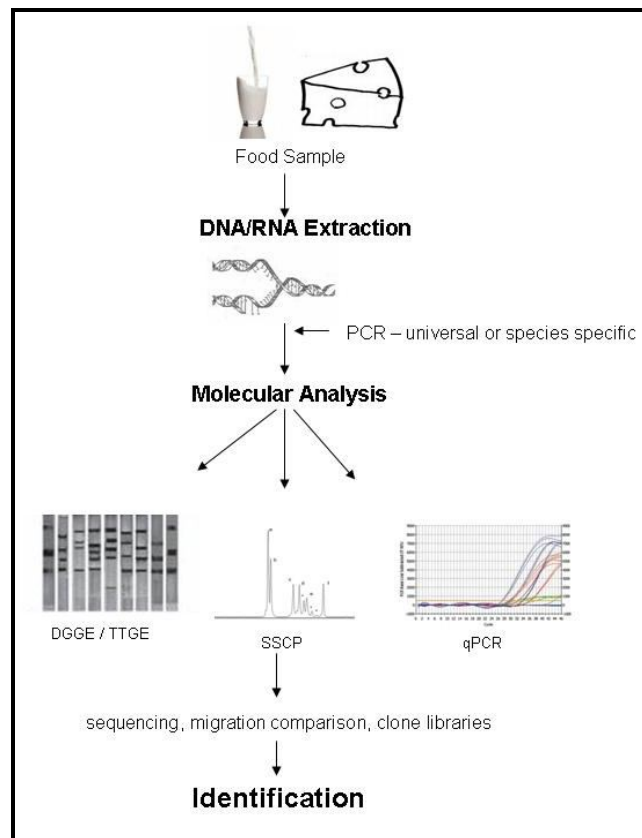 Food Sample
DNA/RNA Extraction
PCR – universal or species specific
Molecular Analysis
DGGE / TTGE
SSCP
qPCR
sequencing, migration comparison, clone libraries
Identification